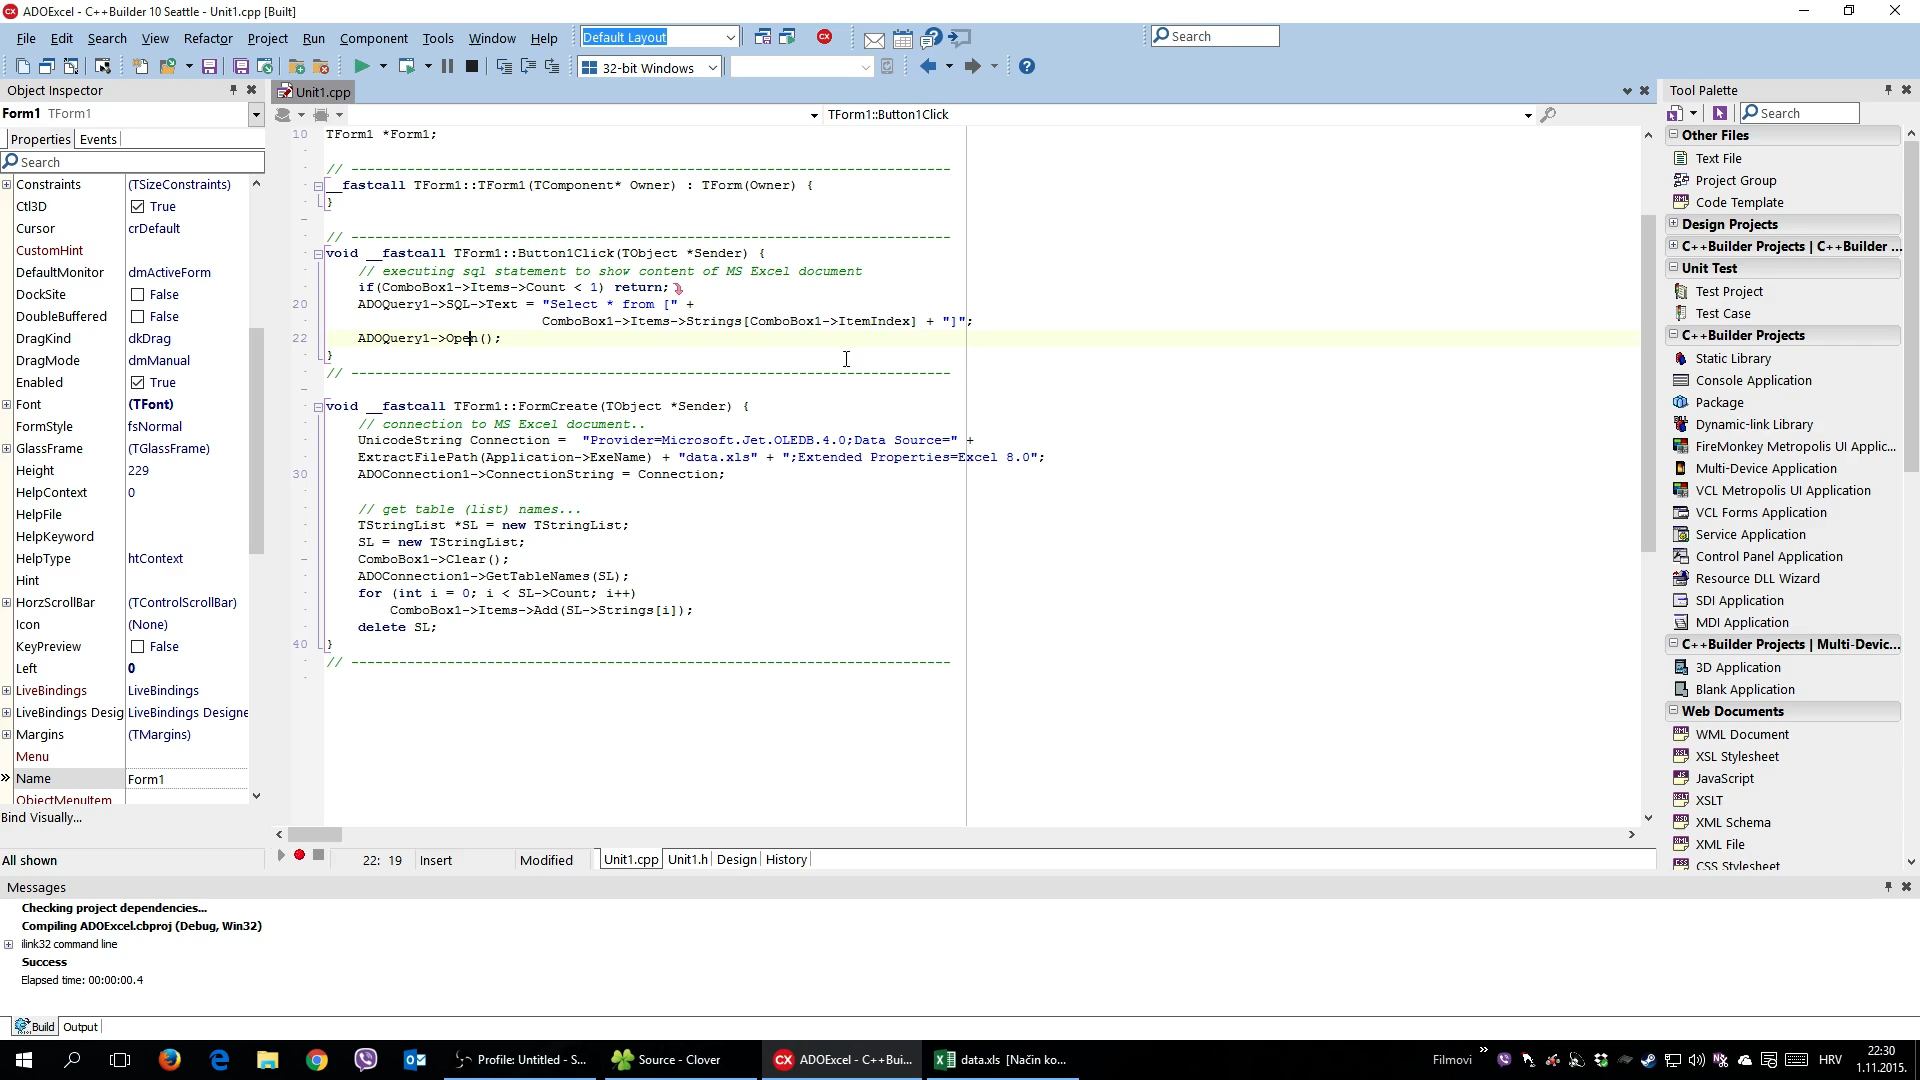 ADOExcel - C++Builder 10 Seattle - Unit1.cpp [Built]
File Edit Search View Refactor Project Run Component Tools Window Help
Default Layout
Search
32-bit Windows
Object Inspector
Form1 TForm1
Properties Events
Search
Constraints (TSizeConstraints)
Ctl3D True
Cursor crDefault
CustomHint
DefaultMonitor dmActiveForm
DockSite False
DoubleBuffered False
DragKind dkDrag
DragMode dmManual
Enabled True
Font (TFont)
FormStyle fsNormal
GlassFrame (TGlassFrame)
Height 229
HelpContext 0
HelpFile
HelpKeyword
HelpType htContext
Hint
HorzScrollBar (TControlScrollBar)
Icon (None)
KeyPreview False
Left 0
LiveBindings LiveBindings
LiveBindings Desig LiveBindings Designe
Margins (TMargins)
Menu
Name Form1
ObjectMenuItem
Bind Visually...
All shown
Unit1.cpp
TForm1::Button1Click
10 TForm1 *Form1;
// ---------------------------------------------------------------------------
__fastcall TForm1::TForm1(TComponent* Owner) : TForm(Owner) {
}
// ---------------------------------------------------------------------------
void __fastcall TForm1::Button1Click(TObject *Sender) {
// executing sql statement to show content of MS Excel document
if(ComboBox1->Items->Count < 1) return;
20 ADOQuery1->SQL->Text = "Select * from [" +
ComboBox1->Items->Strings[ComboBox1->ItemIndex] + "]";
22 ADOQuery1->Open();
}
// ---------------------------------------------------------------------------
void __fastcall TForm1::FormCreate(TObject *Sender) {
// connection to MS Excel document..
UnicodeString Connection = "Provider=Microsoft.Jet.OLEDB.4.0;Data Source=" +
ExtractFilePath(Application->ExeName) + "data.xls" + ";Extended Properties=Excel 8.0";
30 ADOConnection1->ConnectionString = Connection;
// get table (list) names...
TStringList *SL = new TStringList;
SL = new TStringList;
ComboBox1->Clear();
ADOConnection1->GetTableNames(SL);
for (int i = 0; i < SL->Count; i++)
ComboBox1->Items->Add(SL->Strings[i]);
delete SL;
40 }
// ---------------------------------------------------------------------------
22: 19 Insert Modified Unit1.cpp Unit1.h Design History
Tool Palette
Search
Other Files
Text File
Project Group
Code Template
Design Projects
C++Builder Projects | C++Builder ...
Unit Test
Test Project
Test Case
C++Builder Projects
Static Library
Console Application
Package
Dynamic-link Library
FireMonkey Metropolis UI Applic...
Multi-Device Application
VCL Metropolis UI Application
VCL Forms Application
Service Application
Control Panel Application
Resource DLL Wizard
SDI Application
MDI Application
C++Builder Projects | Multi-Devic...
3D Application
Blank Application
Web Documents
WML Document
XSL Stylesheet
JavaScript
XSLT
XML Schema
XML File
CSS Stylesheet
Messages
Checking project dependencies...
Compiling ADOExcel.cbproj (Debug, Win32)
ilink32 command line
Success
Elapsed time: 00:00:00.4
Build Output
Profile: Untitled - S...
Source - Clover
ADOExcel - C++Bui...
data.xls [Način ko...
Filmovi
HRV
22:30
1.11.2015.